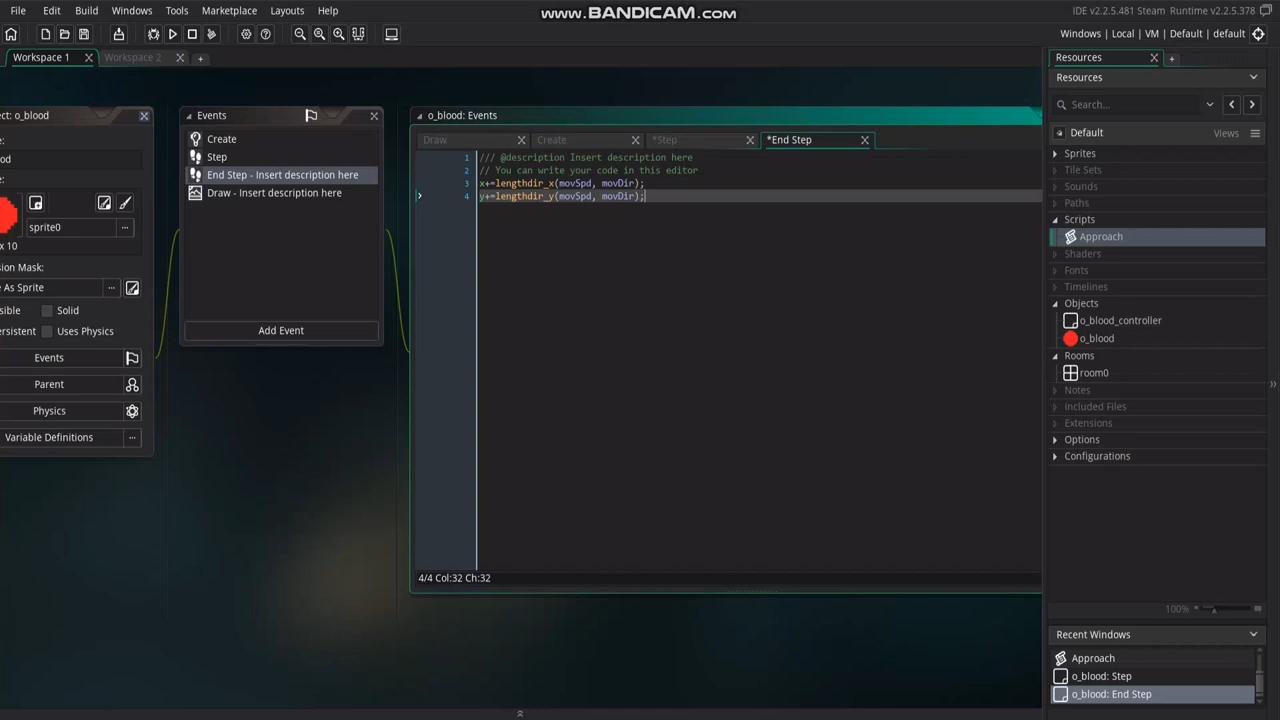 File Edit Build Windows Tools Marketplace Layouts Help
www.BANDICAM.com
IDE v2.2.5.481 Steam Runtime v2.2.5.378
Windows | Local | VM | Default | default
Workspace 1
Workspace 2
ect: o_blood
ood
sprite0
x 10
sion Mask:
e As Sprite
sible Solid
ersistent Uses Physics
Events
Parent
Physics
Variable Definitions
Events
Create
Step
End Step - Insert description here
Draw - Insert description here
Add Event
o_blood: Events
Draw
Create
*Step
*End Step
1 /// @description Insert description here
2 // You can write your code in this editor
3 x+=lengthdir_x(movSpd, movDir);
4 y+=lengthdir_y(movSpd, movDir);
4/4 Col:32 Ch:32
Resources
Resources
Search...
Default Views
Sprites
Tile Sets
Sounds
Paths
Scripts
Approach
Shaders
Fonts
Timelines
Objects
o_blood_controller
o_blood
Rooms
room0
Notes
Included Files
Extensions
Options
Configurations
100%
Recent Windows
Approach
o_blood: Step
o_blood: End Step